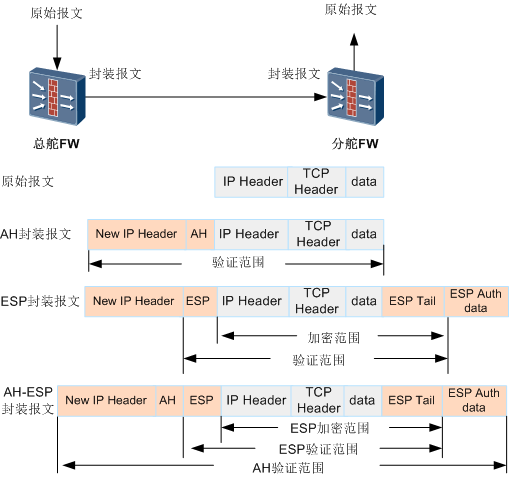 原始报文
原始报文
封装报文
封装报文
总舵FW
分舵FW
原始报文
IP Header
TCP
Header
data
AH封装报文
New IP Header
AH
IP Header
TCP
Header
data
验证范围
ESP封装报文
New IP Header
ESP
IP Header
TCP
Header
data
ESP Tail
ESP Auth
data
加密范围
验证范围
AH-ESP
封装报文
New IP Header
AH
ESP
IP Header
TCP
Header
data
ESP Tail
ESP Auth
data
ESP加密范围
ESP验证范围
AH验证范围